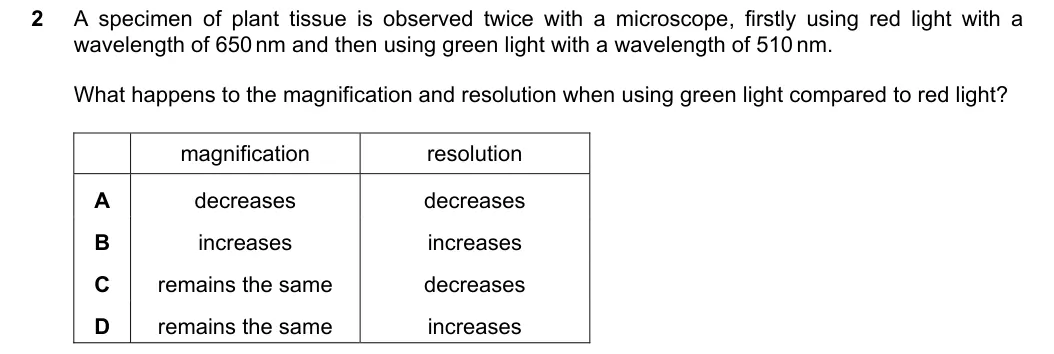 2 A specimen of plant tissue is observed twice with a microscope, firstly using red light with a
wavelength of 650 nm and then using green light with a wavelength of 510 nm.
What happens to the magnification and resolution when using green light compared to red light?
magnification resolution
A decreases decreases
B increases increases
C remains the same decreases
D remains the same increases